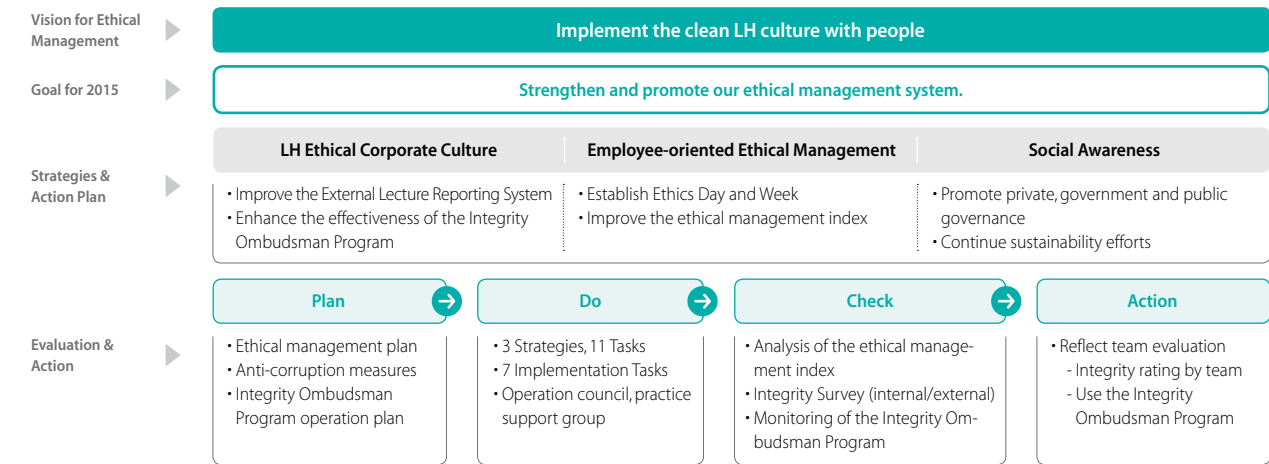 Vision for Ethical
Management
Implement the clean LH culture with people
Goal for 2015
Strengthen and promote our ethical management system.
Strategies &
Action Plan
LH Ethical Corporate Culture
• Improve the External Lecture Reporting System
• Enhance the effectiveness of the Integrity
Ombudsman Program
Employee-oriented Ethical Management
• Establish Ethics Day and Week
• Improve the ethical management index
Social Awareness
• Promote private, government and public
governance
• Continue sustainability efforts
Evaluation &
Action
Plan
• Ethical management plan
• Anti-corruption measures
• Integrity Ombudsman
Program operation plan
Do
• 3 Strategies, 11 Tasks
• 7 Implementation Tasks
• Operation council, practice
support group
Check
• Analysis of the ethical manage-
ment index
• Integrity Survey (internal/external)
• Monitoring of the Integrity Om-
budsman Program
Action
• Reflect team evaluation
- Integrity rating by team
- Use the Integrity
Ombudsman Program